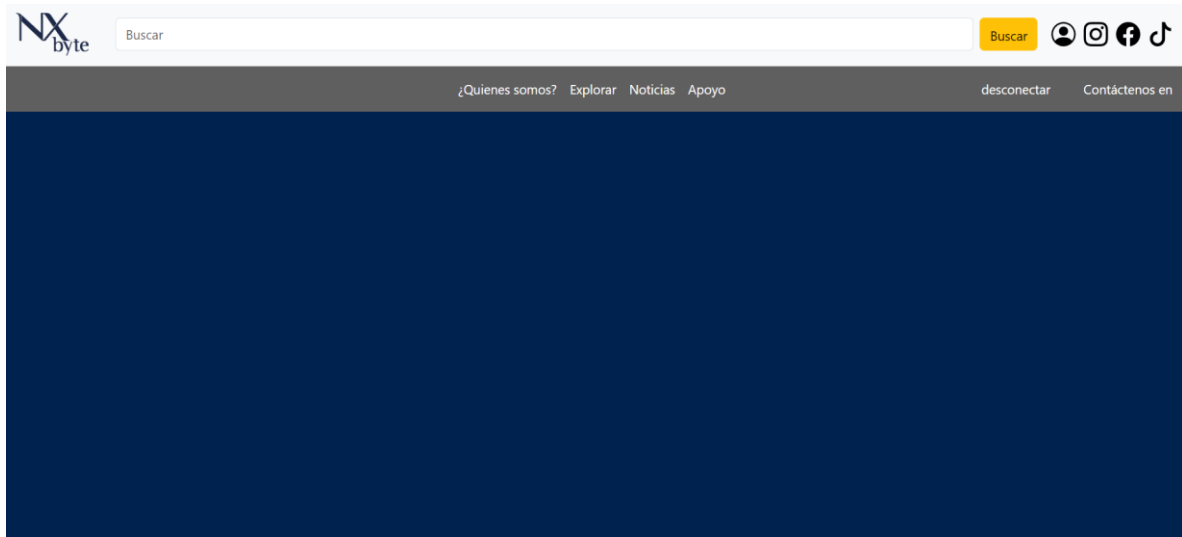 NX
byte
Buscar
Buscar
¿Quienes somos? Explorar Noticias Apoyo desconectar Contáctenos en